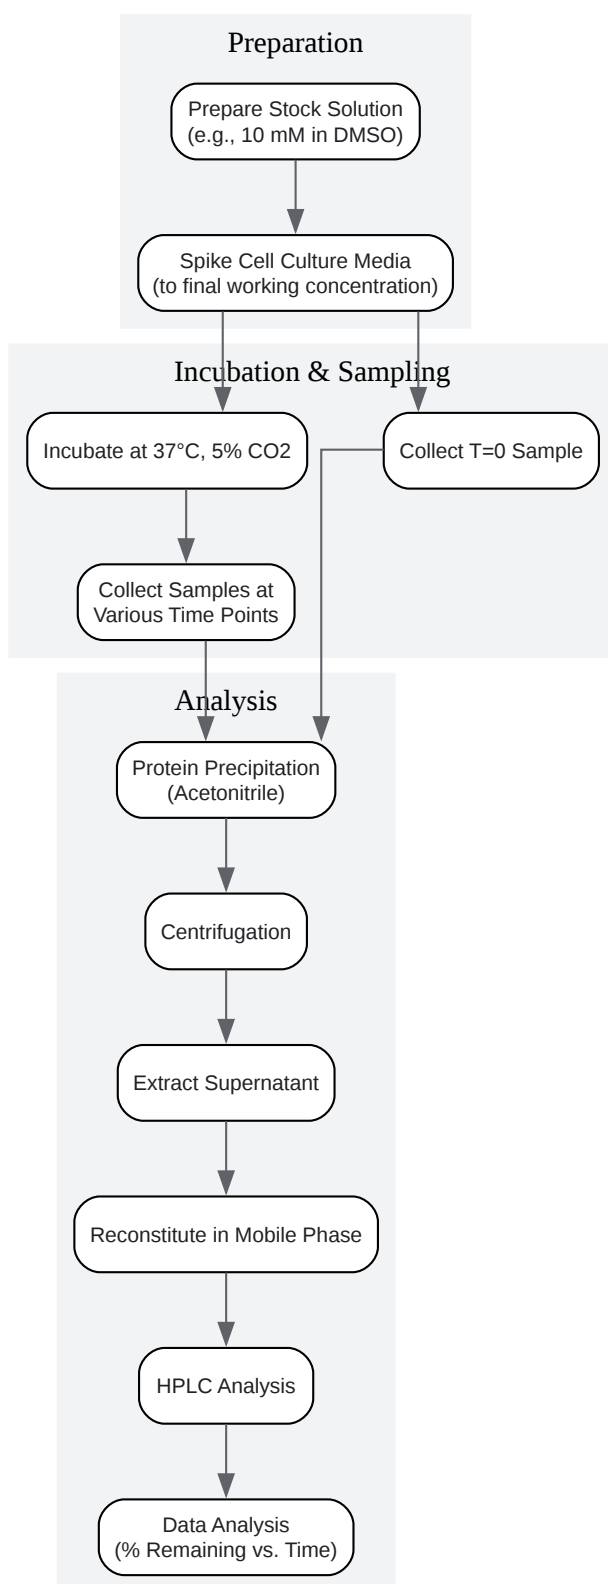 Preparation
Prepare Stock Solution
(e.g., 10 mM in DMSO)
Spike Cell Culture Media
(to final working concentration)
Incubation & Sampling
Incubate at 37°C, 5% CO2
Collect T=0 Sample
Collect Samples at
Various Time Points
Analysis
Protein Precipitation
(Acetonitrile)
Centrifugation
Extract Supernatant
Reconstitute in Mobile Phase
HPLC Analysis
Data Analysis
(% Remaining vs. Time)